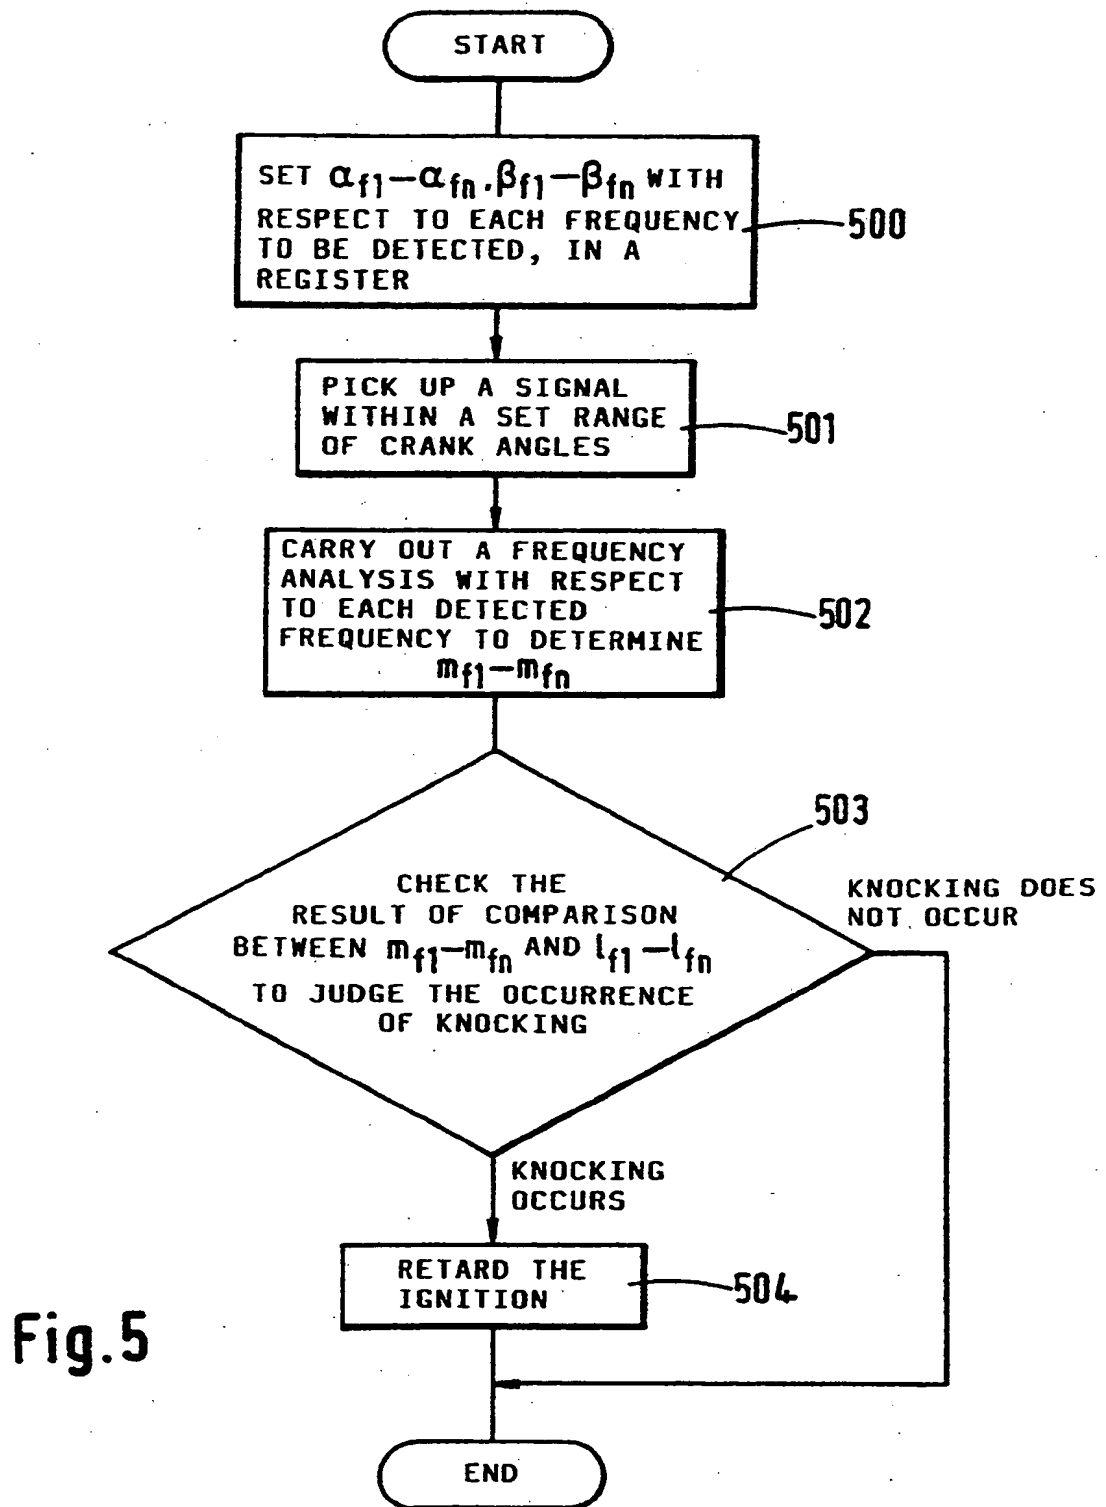 START
SET αf1−αfn.βf1−βfn WITH
RESPECT TO EACH FREQUENCY
TO BE DETECTED, IN A
REGISTER
500
PICK UP A SIGNAL
WITHIN A SET RANGE
OF CRANK ANGLES
501
CARRY OUT A FREQUENCY
ANALYSIS WITH RESPECT
TO EACH DETECTED
FREQUENCY TO DETERMINE
mf1−mfn
502
503
CHECK THE
RESULT OF COMPARISON
BETWEEN mf1−mfn AND lf1−lfn
TO JUDGE THE OCCURRENCE
OF KNOCKING
KNOCKING DOES
NOT OCCUR
KNOCKING
OCCURS
RETARD THE
IGNITION
504
Fig.5
END